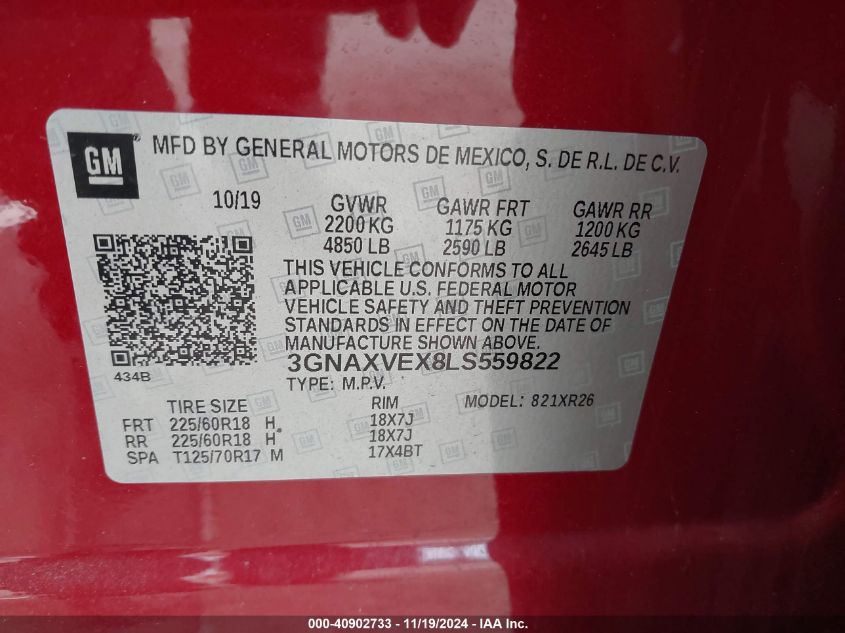 GM ®
MFD BY GENERAL MOTORS DE MEXICO, S. DE R.L. DE C.V.
10/19 GVWR GAWR FRT GAWR RR
2200 KG 1175 KG 1200 KG
4850 LB 2590 LB 2645 LB
THIS VEHICLE CONFORMS TO ALL
APPLICABLE U.S. FEDERAL MOTOR
VEHICLE SAFETY AND THEFT PREVENTION
STANDARDS IN EFFECT ON THE DATE OF
MANUFACTURE SHOWN ABOVE.
434B 3GNAXVEX8LS559822
TYPE: M.P.V.
TIRE SIZE RIM MODEL: 821XR26
FRT 225/60R18 H 18X7J
RR 225/60R18 H 18X7J
SPA T125/70R17 M 17X4BT
000-40902733 - 11/19/2024 - IAA Inc.